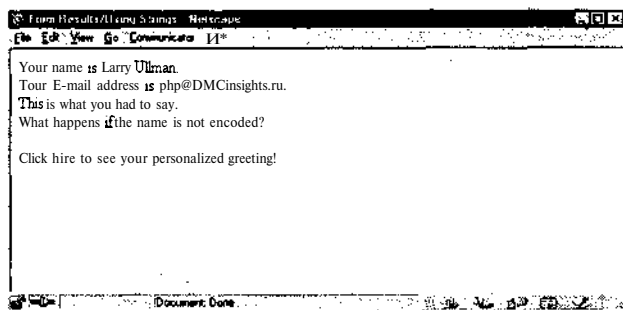 Form Results/Using Strings - Netscape
File Edit View Go Communicator И*
Your name is Larry Ullman.
Tour E-mail address is php@DMCinsights.ru.
This is what you had to say.
What happens if the name is not encoded?
Click hire to see your personalized greeting!
Document: Done